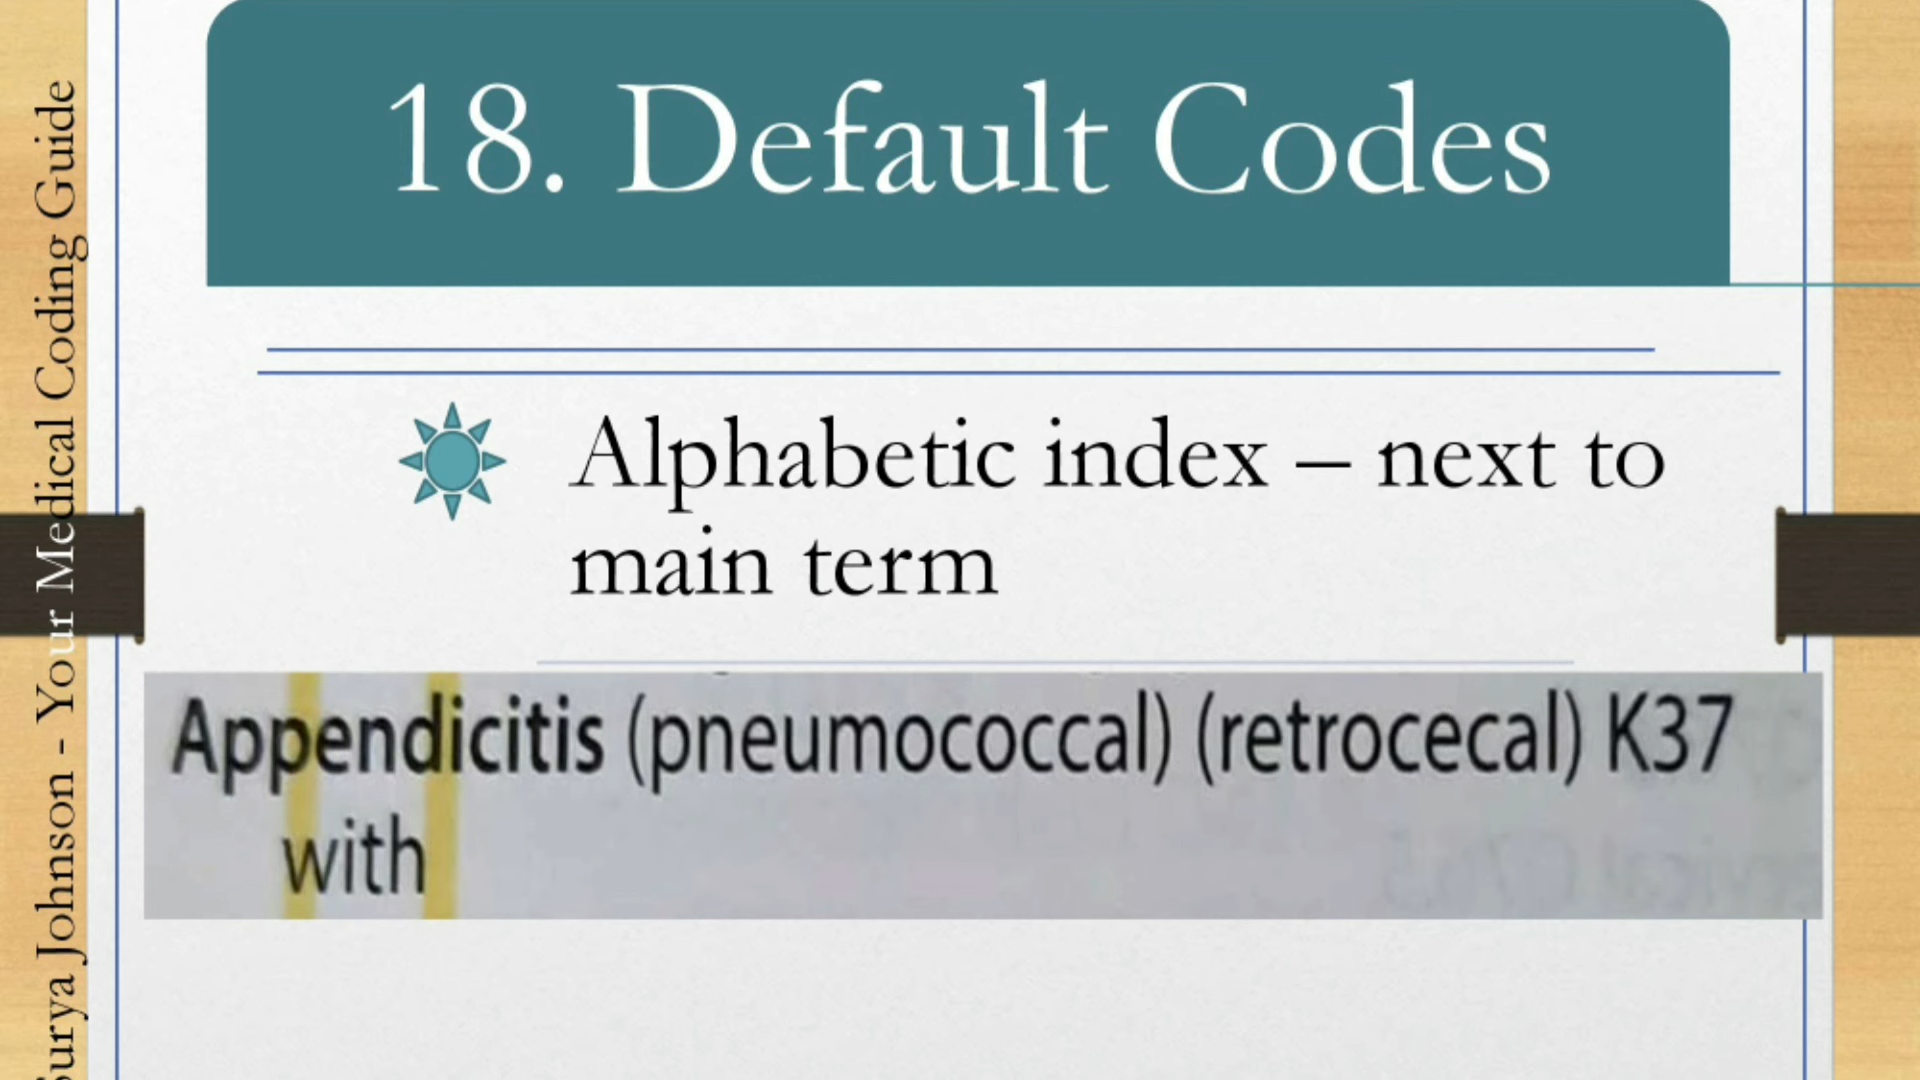 18. Default Codes
Alphabetic index – next to
main term
Appendicitis (pneumococcal) (retrocecal) K37
with
Surya Johnson - Your Medical Coding Guide